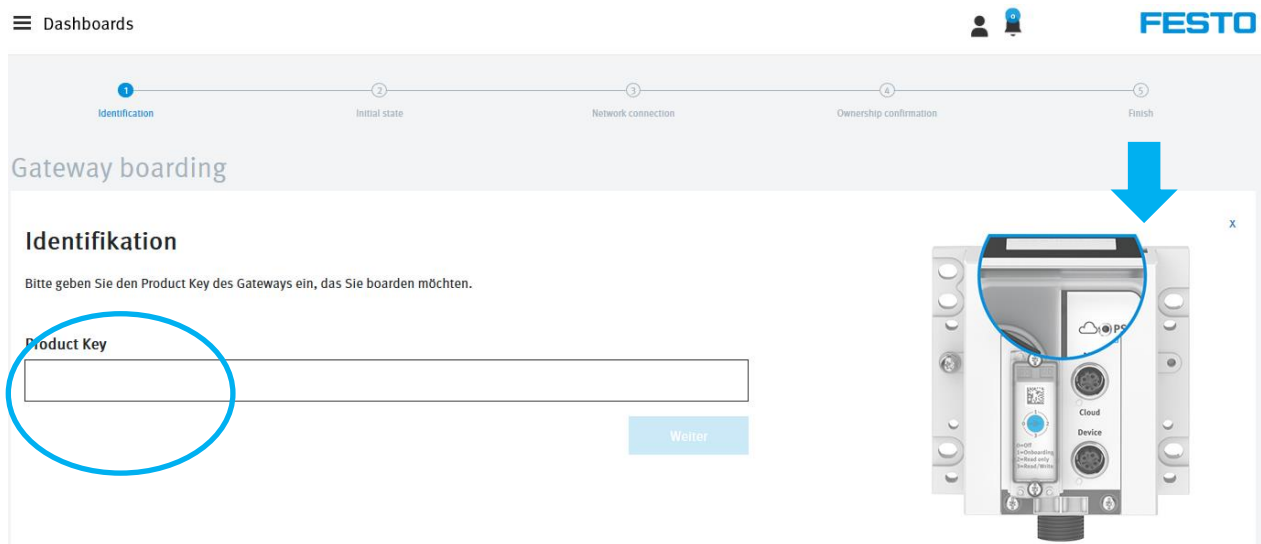 Dashboards
0
FESTO
1
2
3
4
5
Identification
Initial state
Network connection
Ownership confirmation
Finish
Gateway boarding
x
Identifikation
Bitte geben Sie den Product Key des Gateways ein, das Sie boarden möchten.
PS
Product Key
Cloud
Device
0=Off
1=Onboarding
2=Read only
3=Read/Write
Weiter